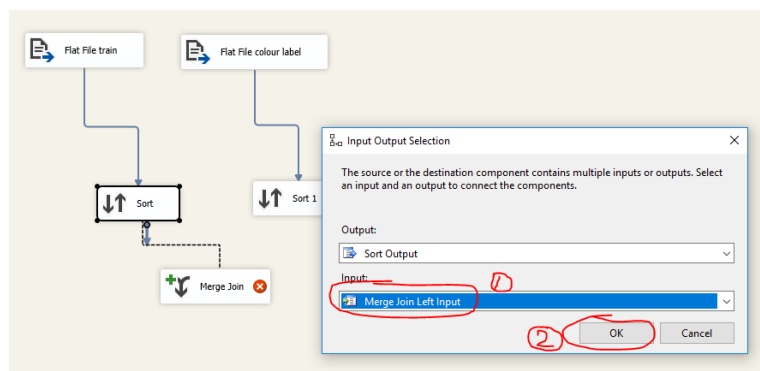 Flat File train
Flat File colour label
Sort
Sort 1
Merge Join
Input Output Selection
The source or the destination component contains multiple inputs or outputs. Select
an input and an output to connect the components.
Output:
Sort Output
Input:
1
Merge Join Left Input
2
OK
Cancel